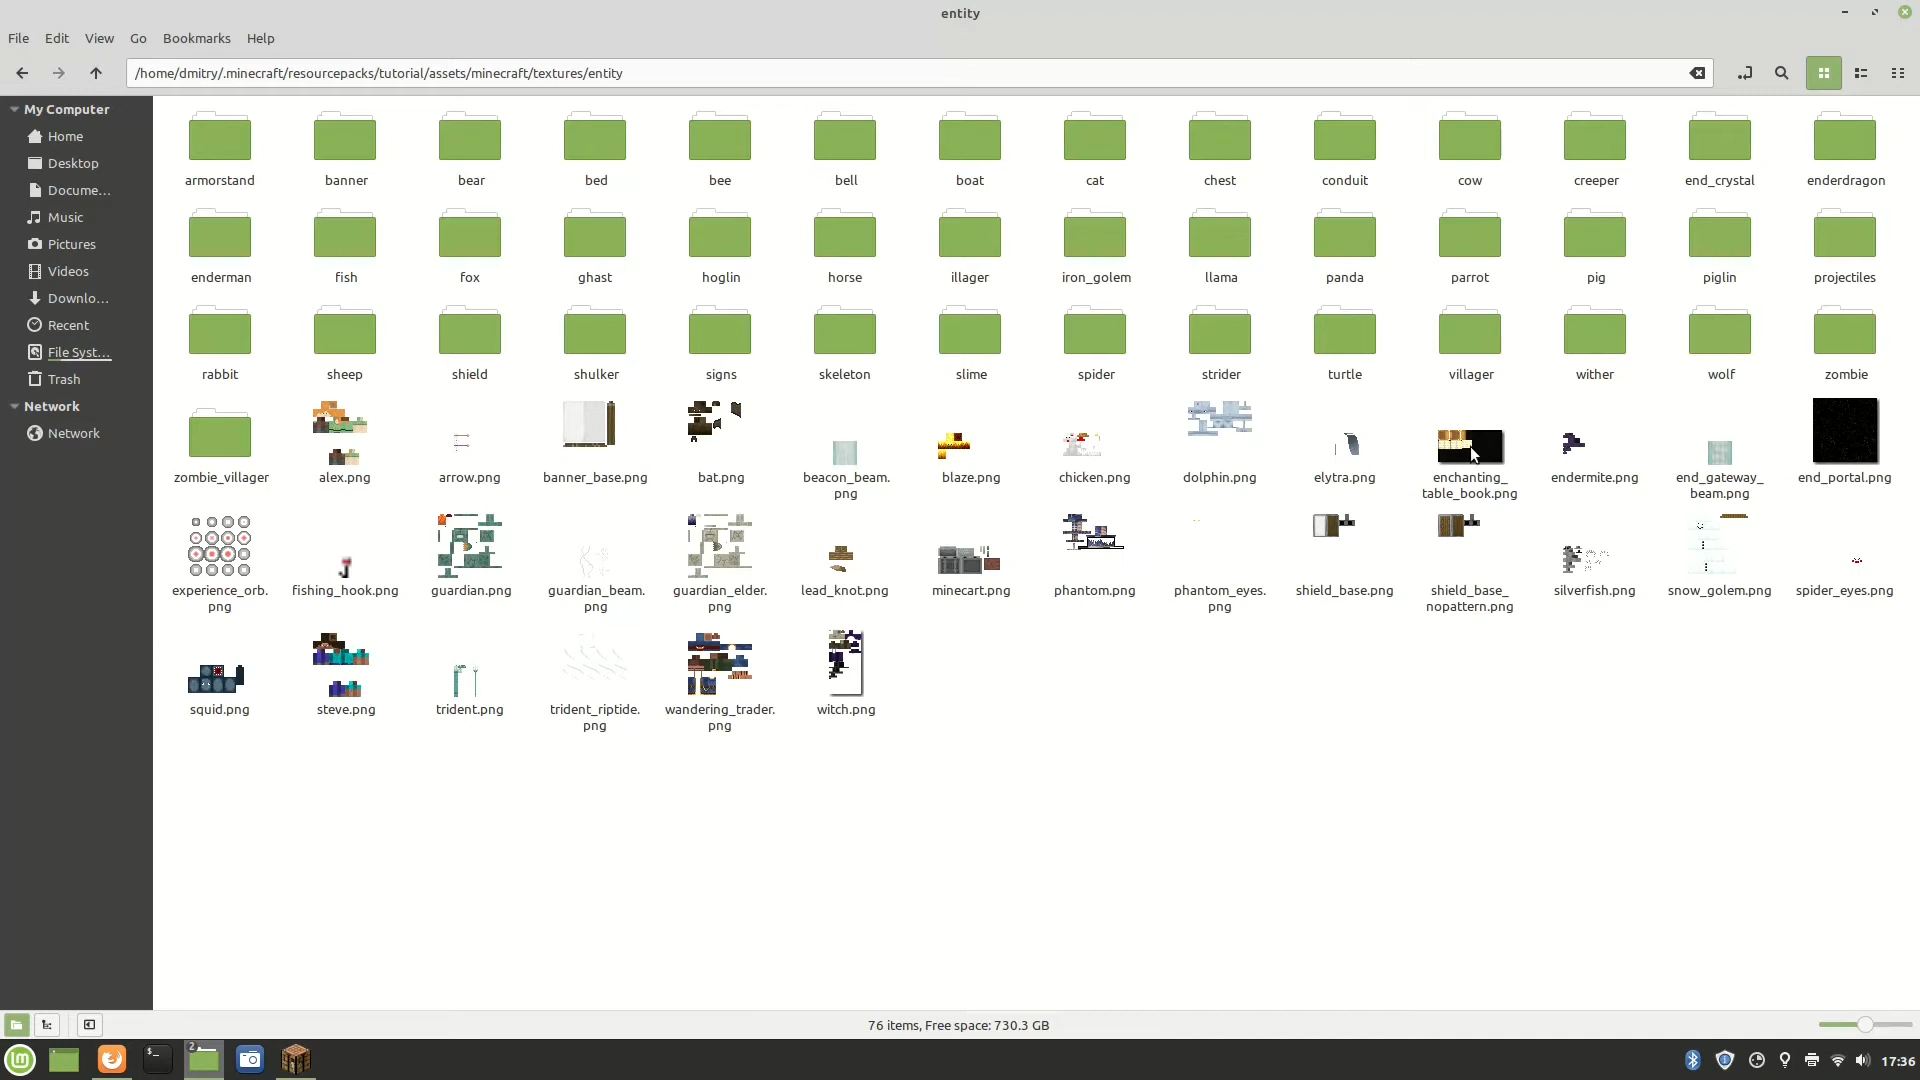 entity
File Edit View Go Bookmarks Help
/home/dmitry/.minecraft/resourcepacks/tutorial/assets/minecraft/textures/entity
My Computer
Home
Desktop
Docume...
Music
Pictures
Videos
Downlo...
Recent
File Syst...
Trash
Network
Network
armorstand banner bear bed bee bell boat cat chest conduit cow creeper end_crystal enderdragon
enderman fish fox ghast hoglin horse illager iron_golem llama panda parrot pig piglin projectiles
rabbit sheep shield shulker signs skeleton slime spider strider turtle villager wither wolf zombie
zombie_villager alex.png arrow.png banner_base.png bat.png beacon_beam. blaze.png chicken.png dolphin.png elytra.png enchanting_ endermite.png end_gateway_ end_portal.png
png table_book.png beam.png
experience_orb. fishing_hook.png guardian.png guardian_beam. guardian_elder. lead_knot.png minecart.png phantom.png phantom_eyes. shield_base.png shield_base_ silverfish.png snow_golem.png spider_eyes.png
png png png png nopattern.png
squid.png steve.png trident.png trident_riptide. wandering_trader. witch.png
png png
76 items, Free space: 730.3 GB
lm
$_
2
17:36